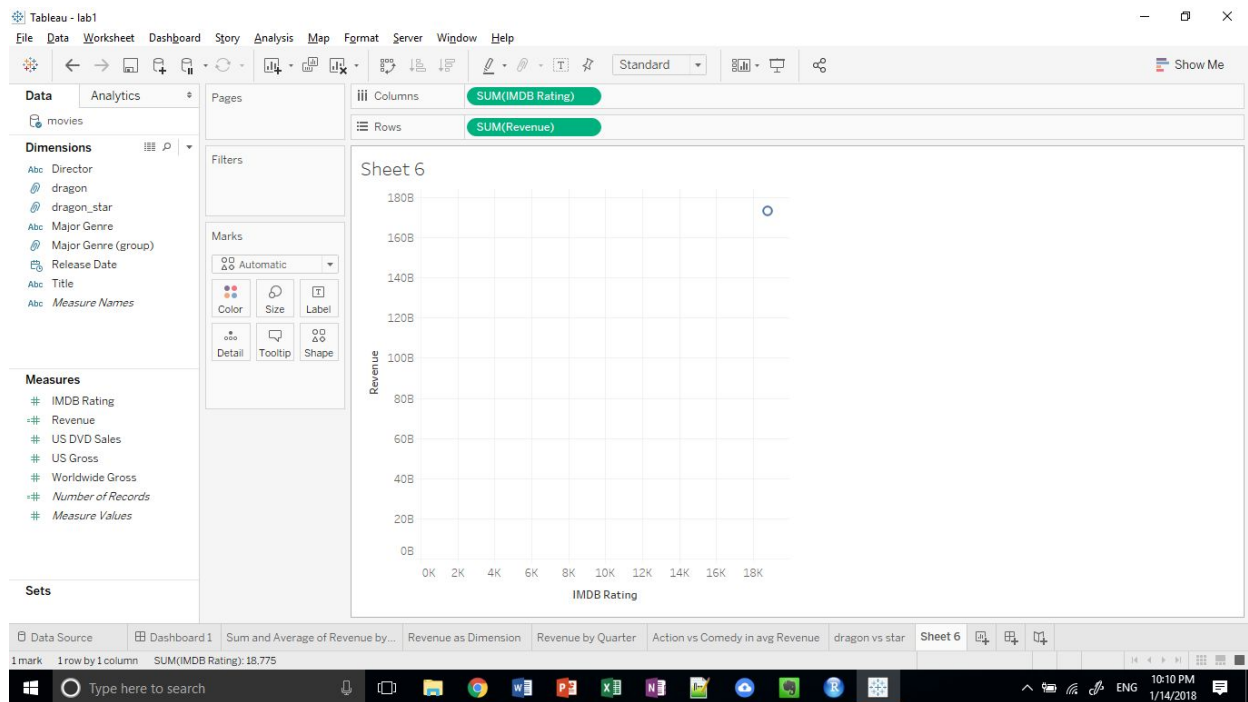 Tableau - lab1
File Data Worksheet Dashboard Story Analysis Map Format Server Window Help
Standard
Show Me
Data Analytics
movies
Dimensions
Abc Director
dragon
dragon_star
Abc Major Genre
Major Genre (group)
Release Date
Abc Title
Abc Measure Names
Measures
# IMDB Rating
=# Revenue
# US DVD Sales
# US Gross
# Worldwide Gross
=# Number of Records
# Measure Values
Sets
Pages
Filters
Marks
Automatic
Color Size Label
Detail Tooltip Shape
iii Columns SUM(IMDB Rating)
Rows SUM(Revenue)
Sheet 6
180B
160B
140B
120B
100B
80B
60B
40B
20B
0B
Revenue
0K 2K 4K 6K 8K 10K 12K 14K 16K 18K
IMDB Rating
Data Source Dashboard 1 Sum and Average of Revenue by... Revenue as Dimension Revenue by Quarter Action vs Comedy in avg Revenue dragon vs star Sheet 6
1 mark 1 row by 1 column SUM(IMDB Rating): 18,775
Type here to search
ENG
10:10 PM
1/14/2018